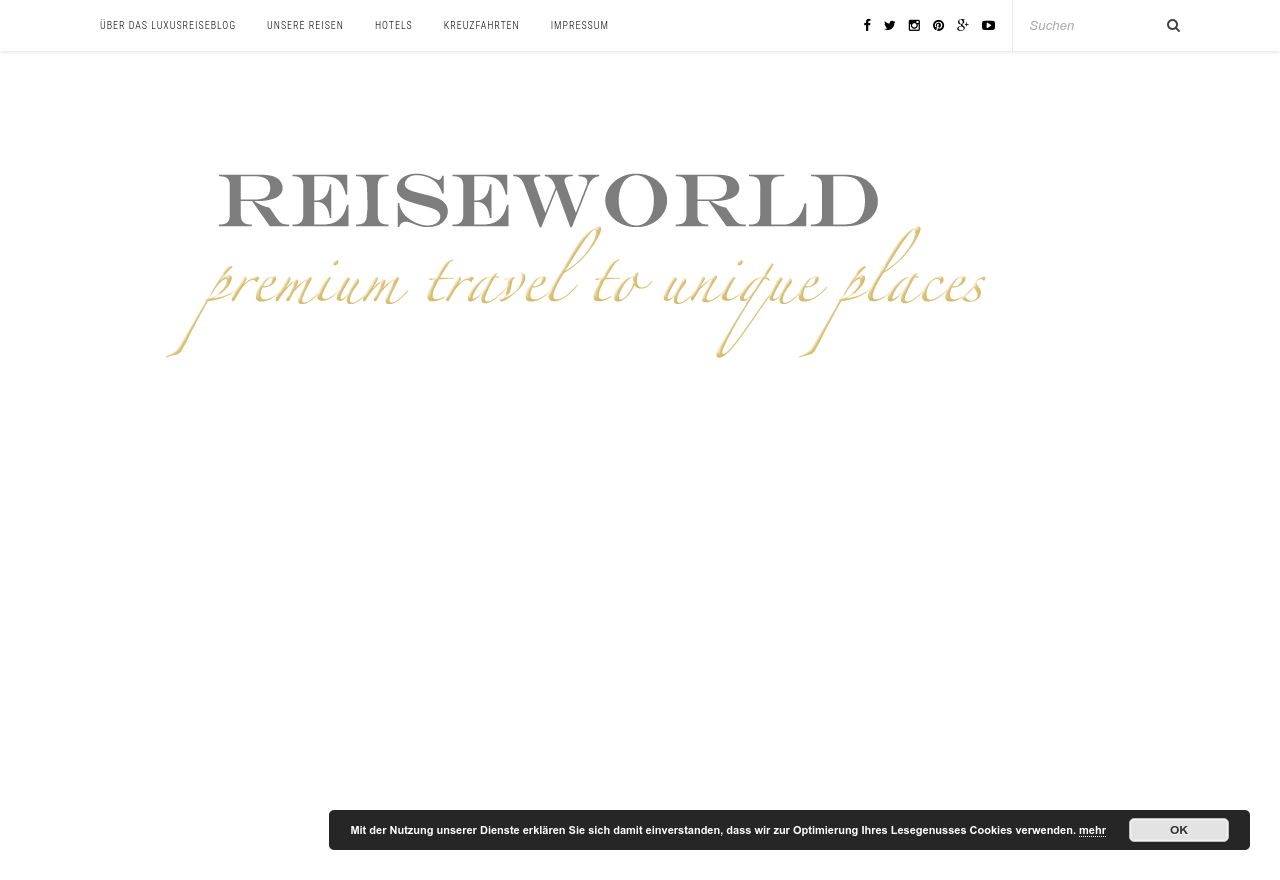 ÜBER DAS LUXUSREISEBLOG UNSERE REISEN HOTELS KREUZFAHRTEN IMPRESSUM Suchen
REISEWORLD
premium travel to unique places
Mit der Nutzung unserer Dienste erklären Sie sich damit einverstanden, dass wir zur Optimierung Ihres Lesegenusses Cookies verwenden. mehr OK